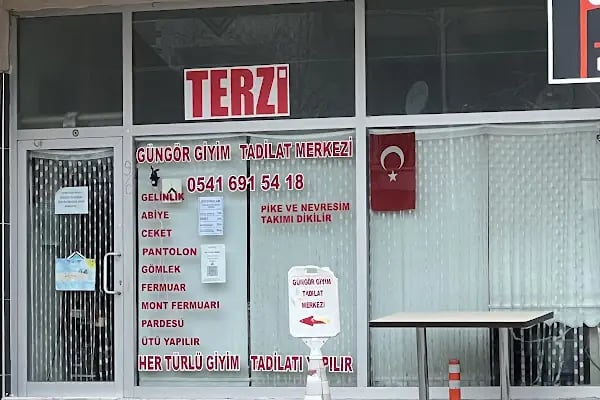 TERZİ
GÜNGÖR GİYİM TADİLAT MERKEZİ
0541 691 54 18
GELİNLİK
ABİYE
CEKET
PANTOLON
GÖMLEK
FERMUAR
MONT FERMUARI
PARDESÜ
ÜTÜ YAPILIR
HER TÜRLÜ GİYİM TADİLATI YAPILIR
PİKE VE NEVRESİM
TAKIMI DİKİLİR
GÜNGÖR GİYİM
TADİLAT
MERKEZİ